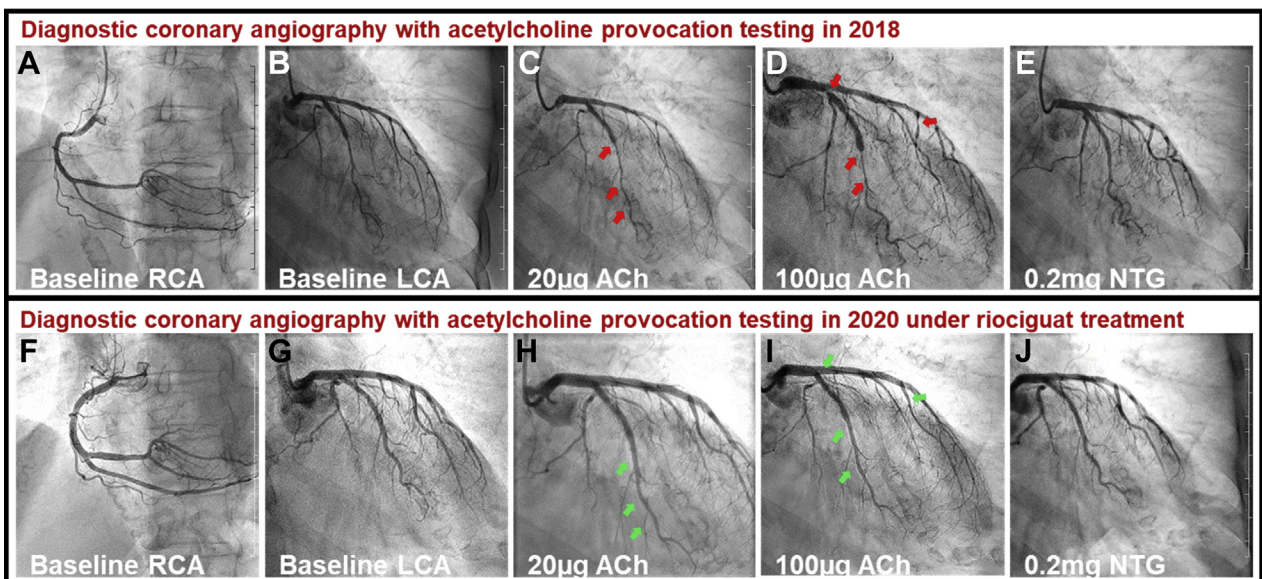 Diagnostic coronary angiography with acetylcholine provocation testing in 2018
A B C D E
Baseline RCA Baseline LCA 20µg ACh 100µg ACh 0.2mg NTG
Diagnostic coronary angiography with acetylcholine provocation testing in 2020 under riociguat treatment
F G H I J
Baseline RCA Baseline LCA 20µg ACh 100µg ACh 0.2mg NTG